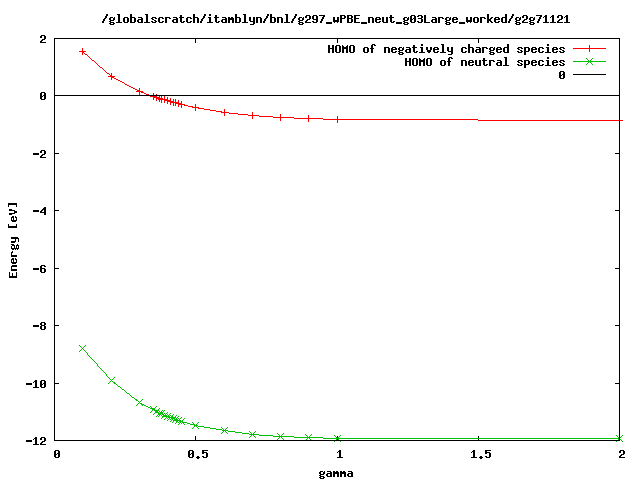 /globalscratch/itamblyn/bnl/g297_wPBE_neut_g03Large_worked/g2g71121
HOMO of negatively charged species
HOMO of neutral species
0
2
0
-2
-4
-6
-8
-10
-12
Energy [eV]
0 0.5 1 1.5 2
gamma